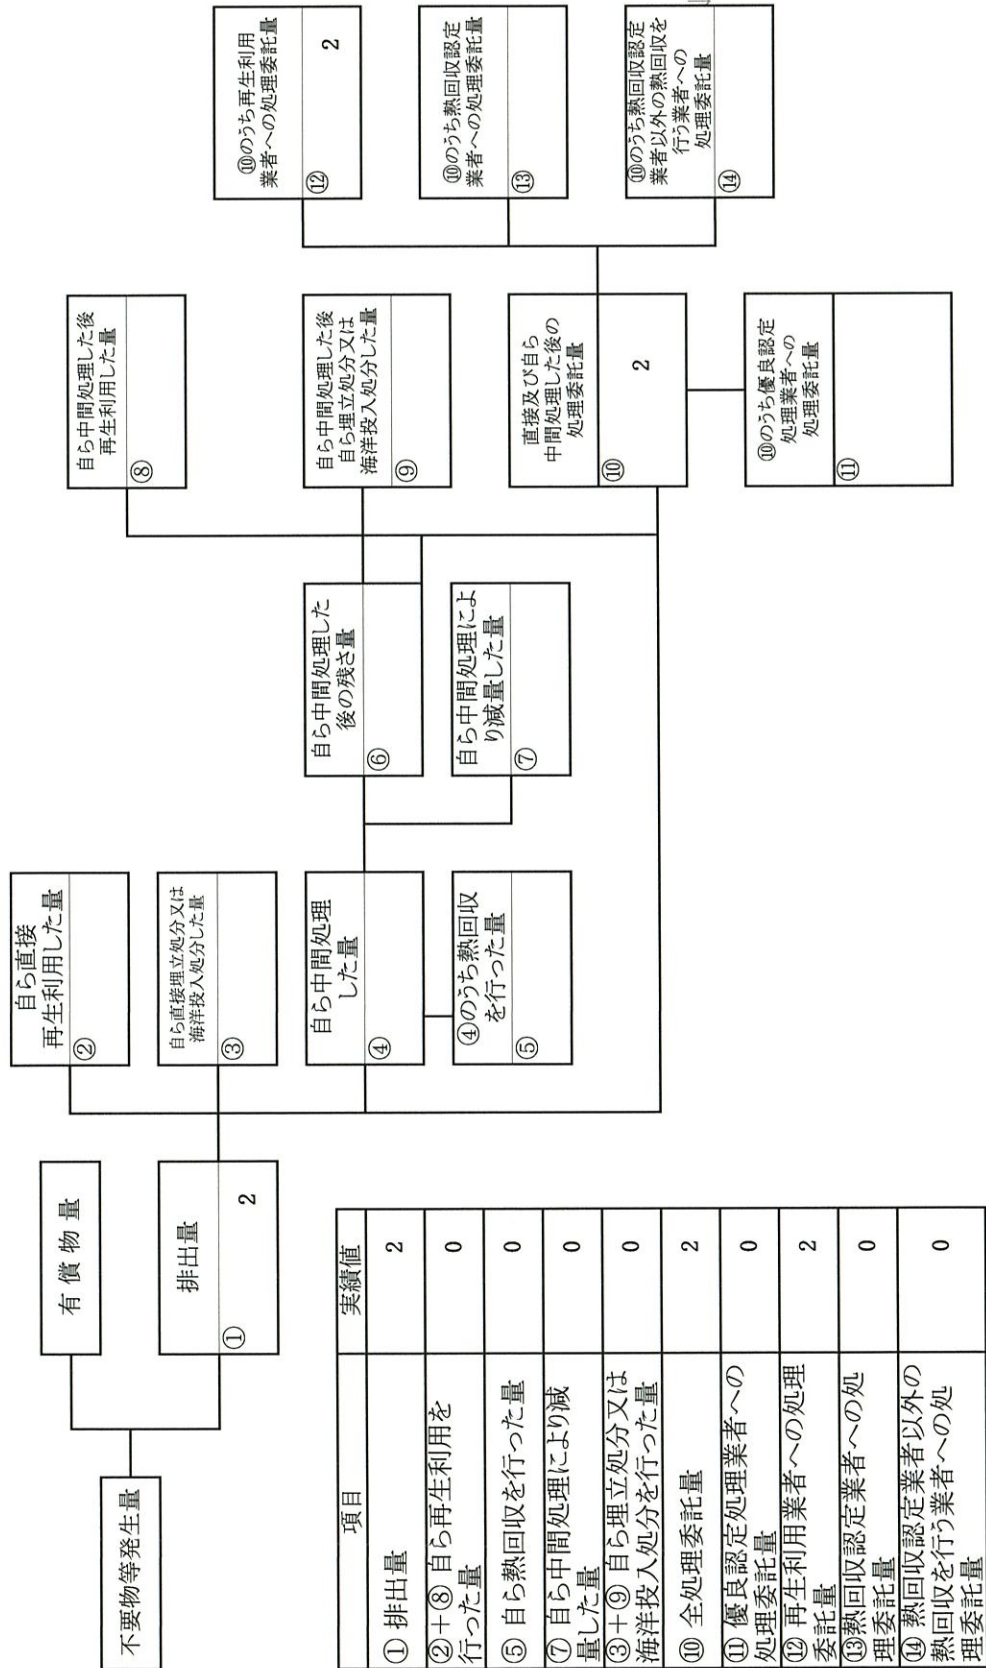 不要物等発生量
有償物量
排出量
① 2
自ら直接
再生利用した量
②
自ら直接埋立処分又は
海洋投入処分した量
③
自ら中間処理
した量
④
④のうち熱回収
を行った量
⑤
自ら中間処理した
後の残さ量
⑥
自ら中間処理によ
り減量した量
⑦
自ら中間処理した後
再生利用した量
⑧
自ら中間処理した後
自ら埋立処分又は
海洋投入処分した量
⑨
直接及び自ら
中間処理した後の
処理委託量
⑩ 2
⑩のうち優良認定
処理業者への
処理委託量
⑪
⑩のうち再生利用
業者への処理委託量
⑫ 2
⑩のうち熱回収認定
業者への処理委託量
⑬
⑩のうち熱回収認定
業者以外の熱回収を
行う業者への
処理委託量
⑭
項目 実績値
① 排出量 2
②+⑧ 自ら再生利用を
行った量 0
⑤ 自ら熱回収を行った量 0
⑦ 自ら中間処理により減
量した量 0
③+⑨ 自ら埋立処分又は
海洋投入処分を行った量 0
⑩ 全処理委託量 2
⑪ 優良認定処理業者への
処理委託量 0
⑫ 再生利用業者への処理
委託量 2
⑬熱回収認定業者への処
理委託量 0
⑭ 熱回収認定業者以外の
熱回収を行う業者への処
理委託量 0